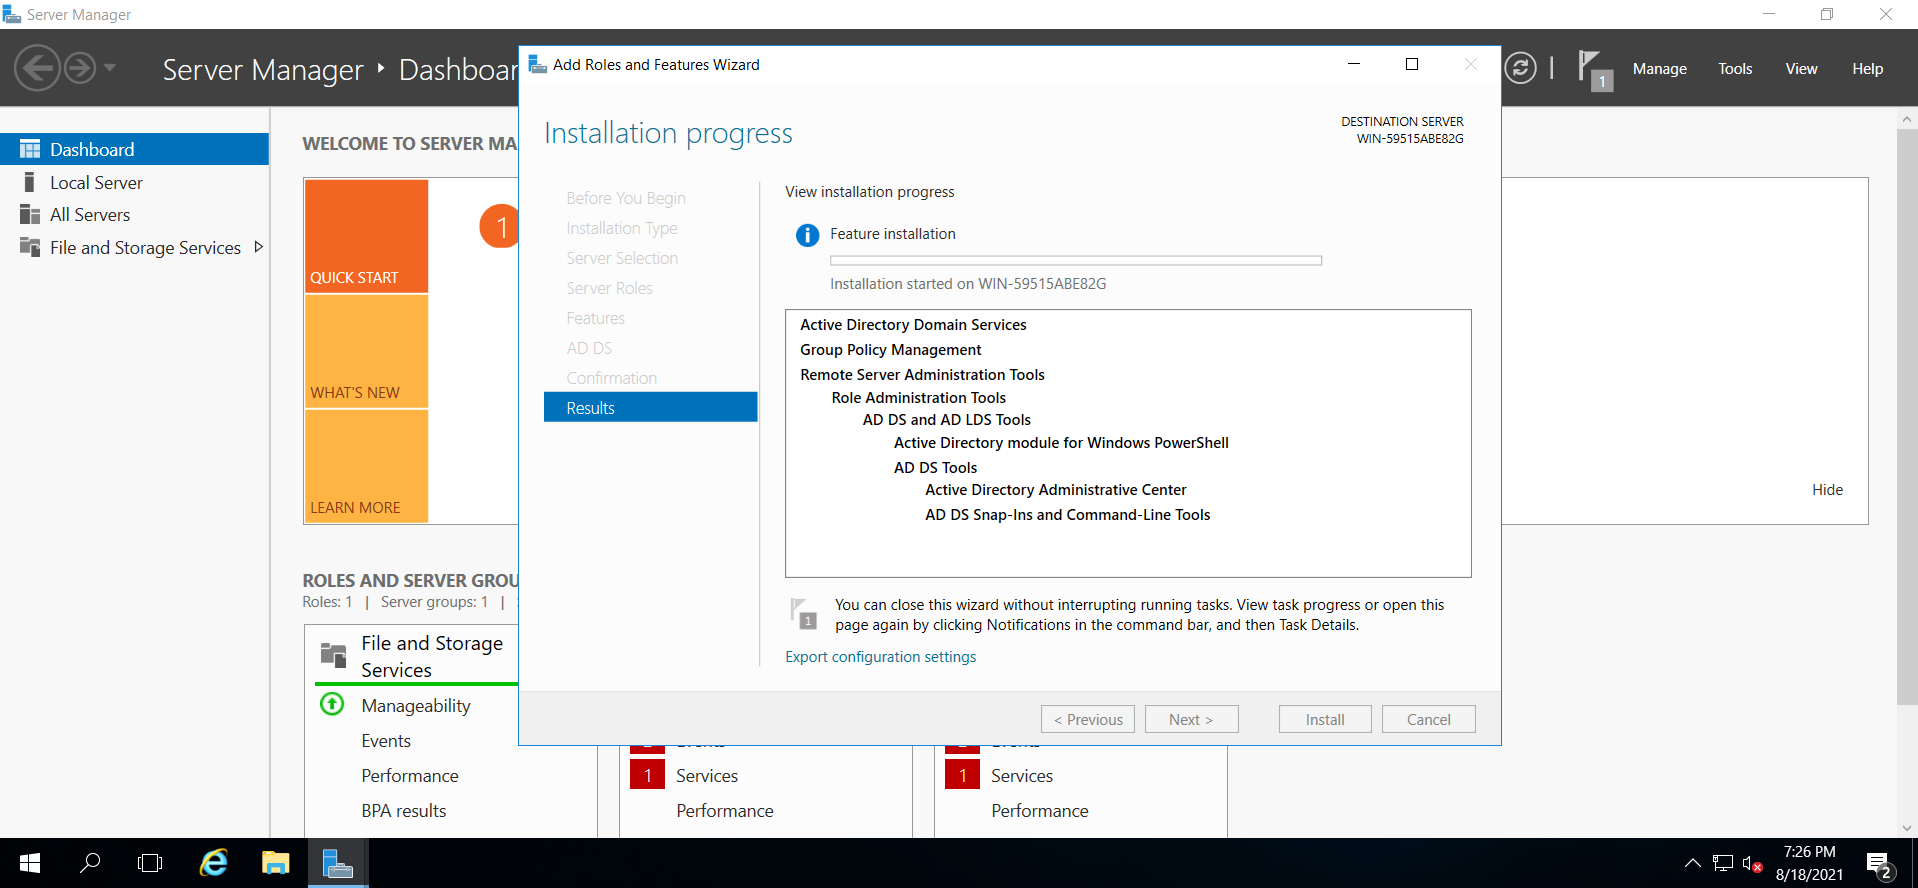 Server Manager
Server Manager ‣ Dashboar
1
Manage
Tools
View
Help
Add Roles and Features Wizard
Installation progress
DESTINATION SERVER
WIN-59515ABE82G
Before You Begin
Installation Type
Server Selection
Server Roles
Features
AD DS
Confirmation
Results
View installation progress
Feature installation
Installation started on WIN-59515ABE82G
Active Directory Domain Services
Group Policy Management
Remote Server Administration Tools
Role Administration Tools
AD DS and AD LDS Tools
Active Directory module for Windows PowerShell
AD DS Tools
Active Directory Administrative Center
AD DS Snap-Ins and Command-Line Tools
1
You can close this wizard without interrupting running tasks. View task progress or open this
page again by clicking Notifications in the command bar, and then Task Details.
Export configuration settings
< Previous
Next >
Install
Cancel
Dashboard
Local Server
All Servers
File and Storage Services
WELCOME TO SERVER MA
QUICK START
1
WHAT'S NEW
LEARN MORE
Hide
ROLES AND SERVER GROU
Roles: 1 | Server groups: 1 |
File and Storage
Services
Manageability
Events
Performance
BPA results
1 Services
Performance
1 Services
Performance
7:26 PM
8/18/2021
2